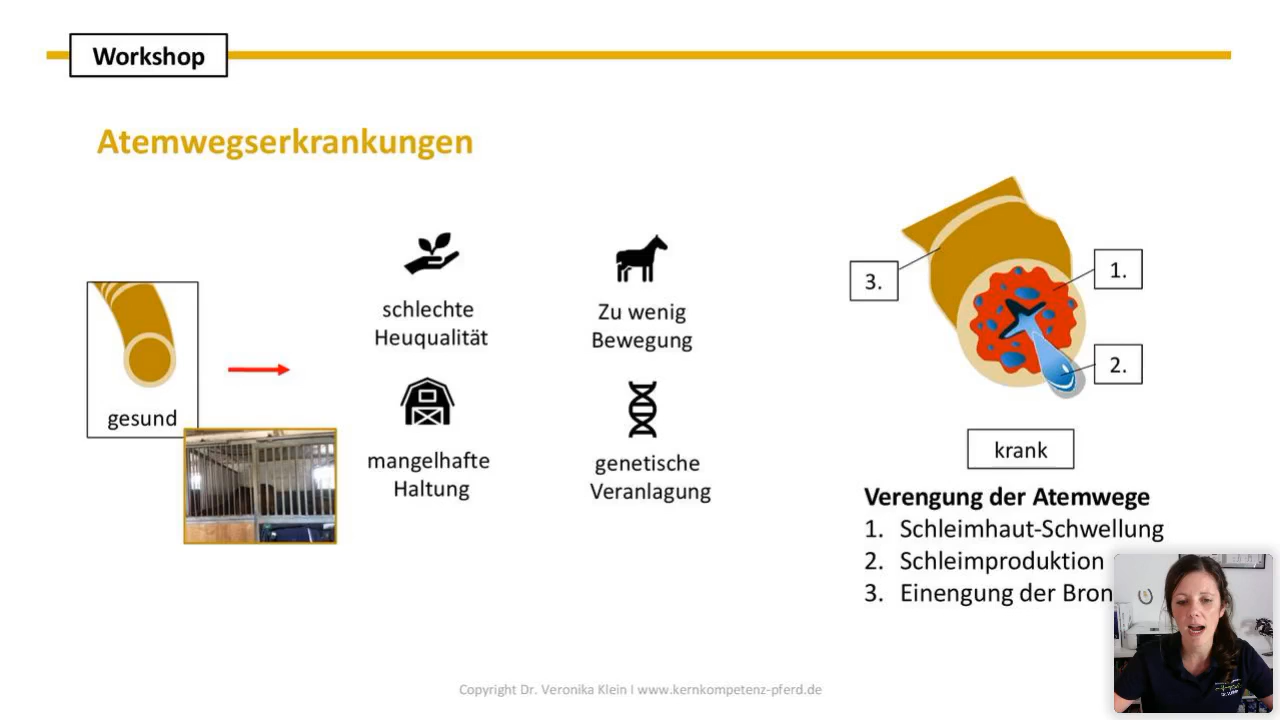 Workshop
Atemwegserkrankungen
gesund
schlechte
Heuqualität
Zu wenig
Bewegung
mangelhafte
Haltung
genetische
Veranlagung
3.
1.
2.
krank
Verengung der Atemwege
1. Schleimhaut-Schwellung
2. Schleimproduktion
3. Einengung der Bron
Copyright Dr. Veronika Klein I www.kernkompetenz-pferd.de